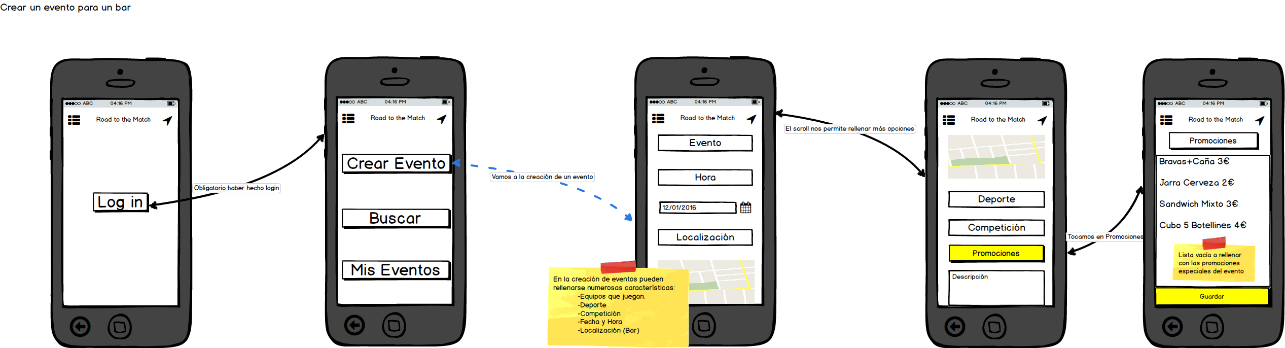 Crear un evento para un bar
ABC 04:16 PM
Road to the Match
Log in
Obligatorio haber hecho login
ABC 04:16 PM
Road to the Match
Crear Evento
Buscar
Mis Eventos
Vamos a la creación de un evento
ABC 04:16 PM
Road to the Match
Evento
Hora
12/01/2016
Localización
En la creación de eventos pueden
rellenarse numerosas características:
-Equipos que juegan.
-Deporte
-Competición
-Fecha y Hora
-Localización (Bar)
El scroll nos permite rellenar más opciones
ABC 04:16 PM
Road to the Match
Deporte
Competición
Promociones
Descripción
Tocamos en Promociones
ABC 04:16 PM
Road to the Match
Promociones
Bravas+Caña 3€
Jarra Cerveza 2€
Sandwich Mixto 3€
Cubo 5 Botellines 4€
Lista vacía a rellenar
con las promociones
especiales del evento
Guardar